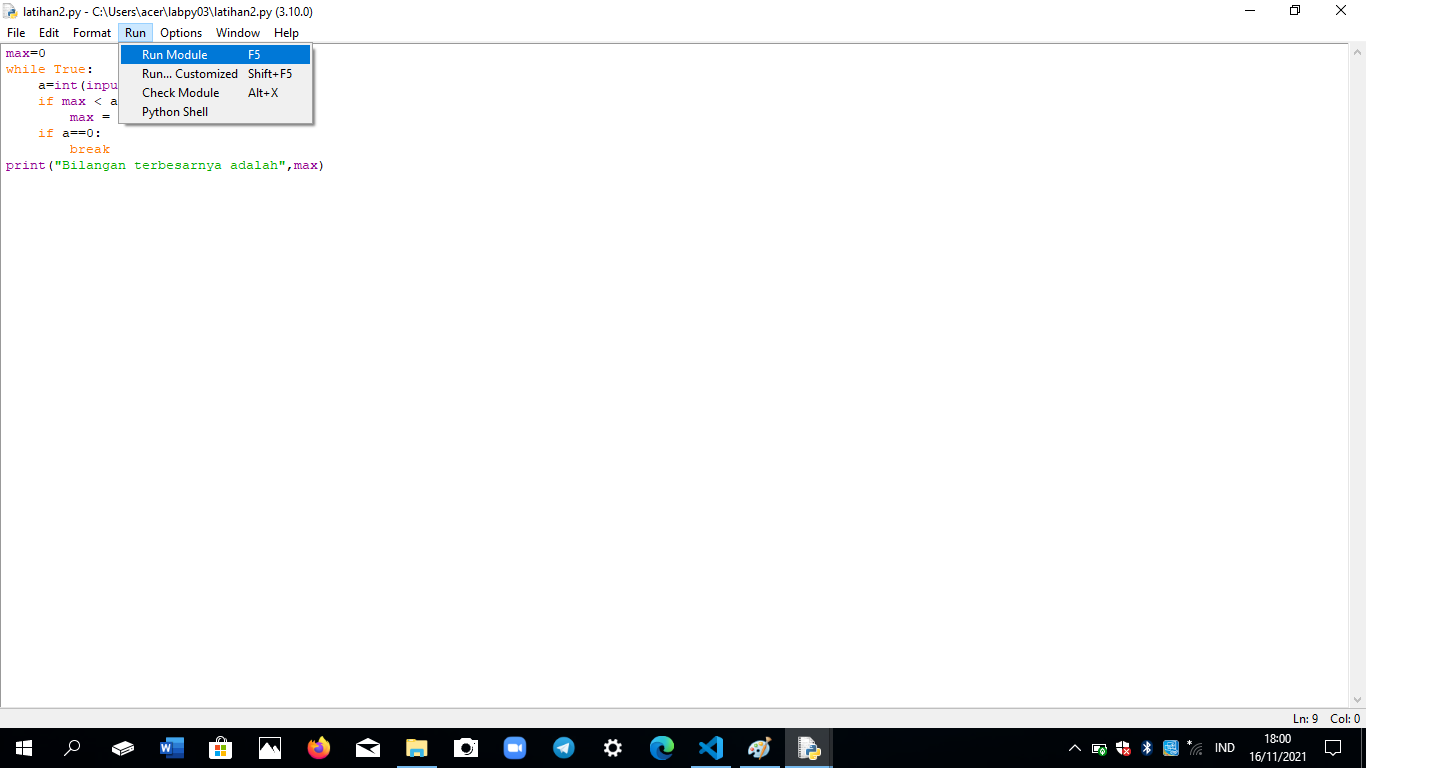 latihan2.py - C:\Users\acer\labpy03\latihan2.py (3.10.0)
File Edit Format Run Options Window Help
Run Module F5
Run... Customized Shift+F5
Check Module Alt+X
Python Shell
max=0
while True:
    a=int(inpu
    if max < a
        max =
    if a==0:
        break
print("Bilangan terbesarnya adalah",max)
Ln: 9 Col: 0
IND
18:00
16/11/2021